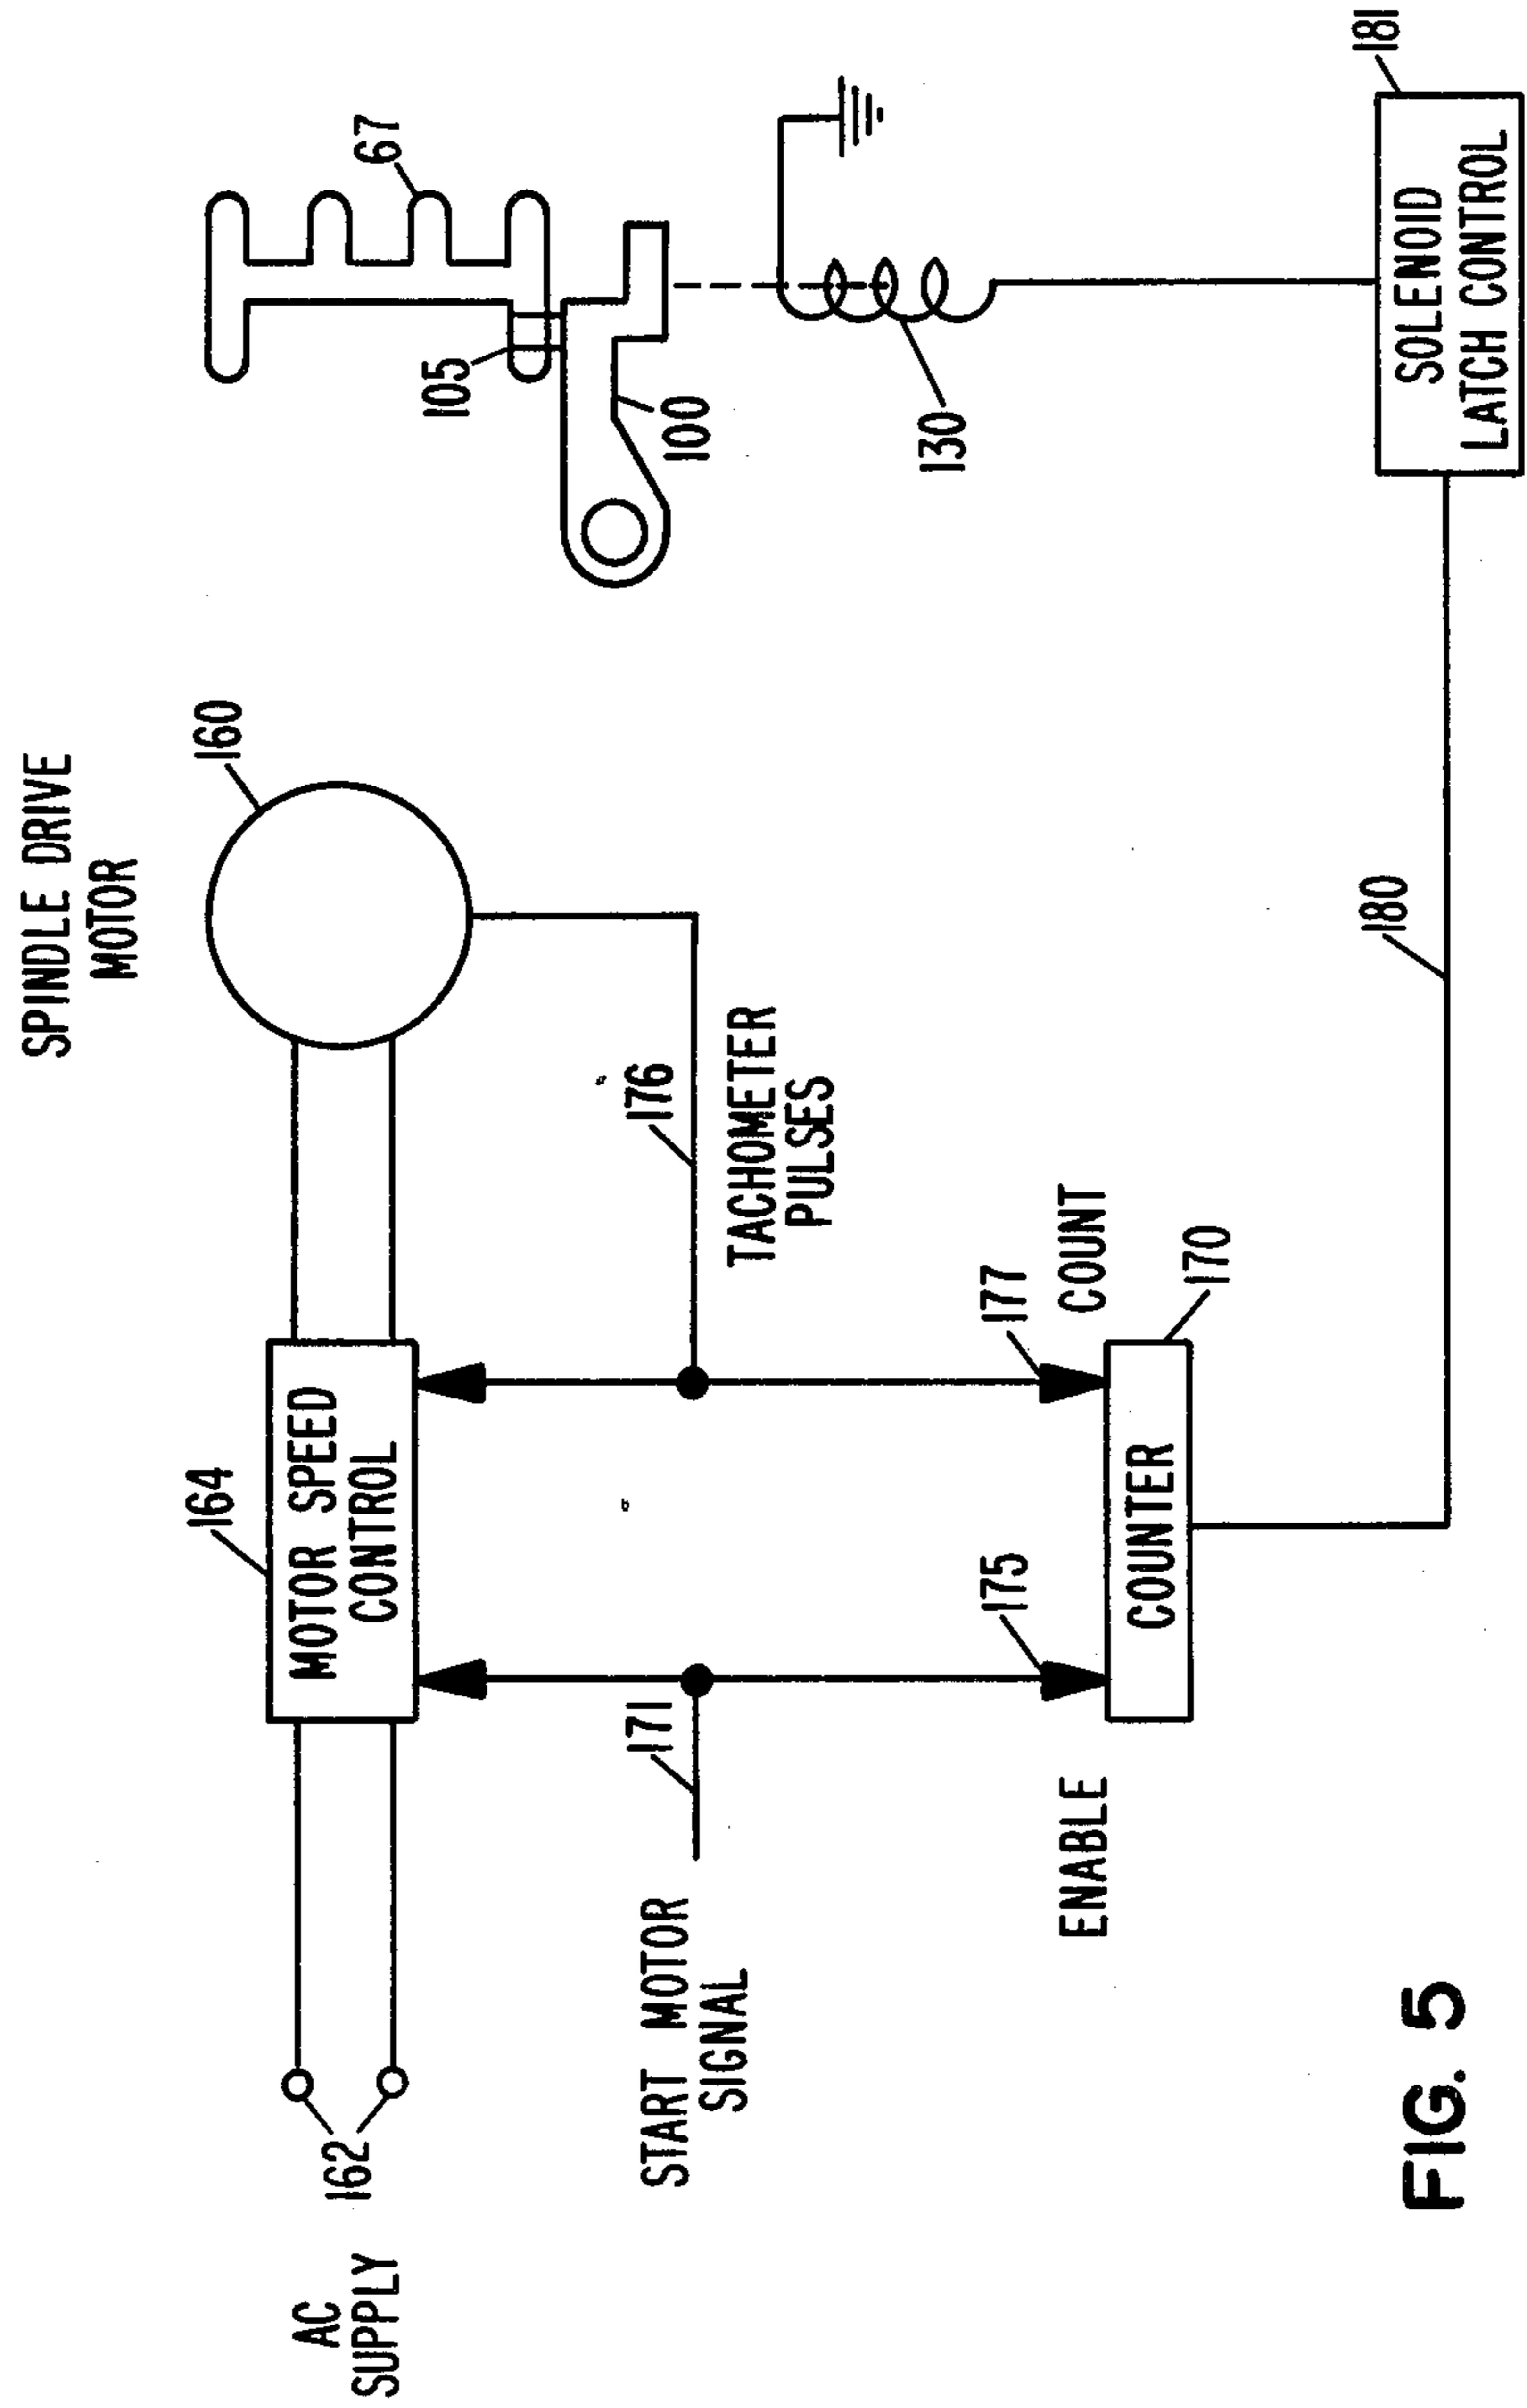 SPINDLE DRIVE
MOTOR
160
164
MOTOR SPEED
CONTROL
AC
SUPPLY
162
67
105
100
171
176
START MOTOR
SIGNAL
TACHOMETER
PULSES
130
175
177
ENABLE
COUNT
COUNTER
170
180
181
SOLENOID
LATCH CONTROL
FIG. 5